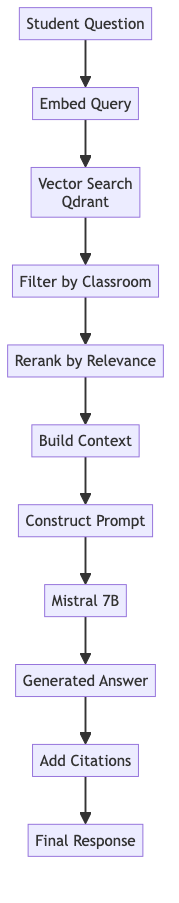 Student Question
Embed Query
Vector Search
Qdrant
Filter by Classroom
Rerank by Relevance
Build Context
Construct Prompt
Mistral 7B
Generated Answer
Add Citations
Final Response